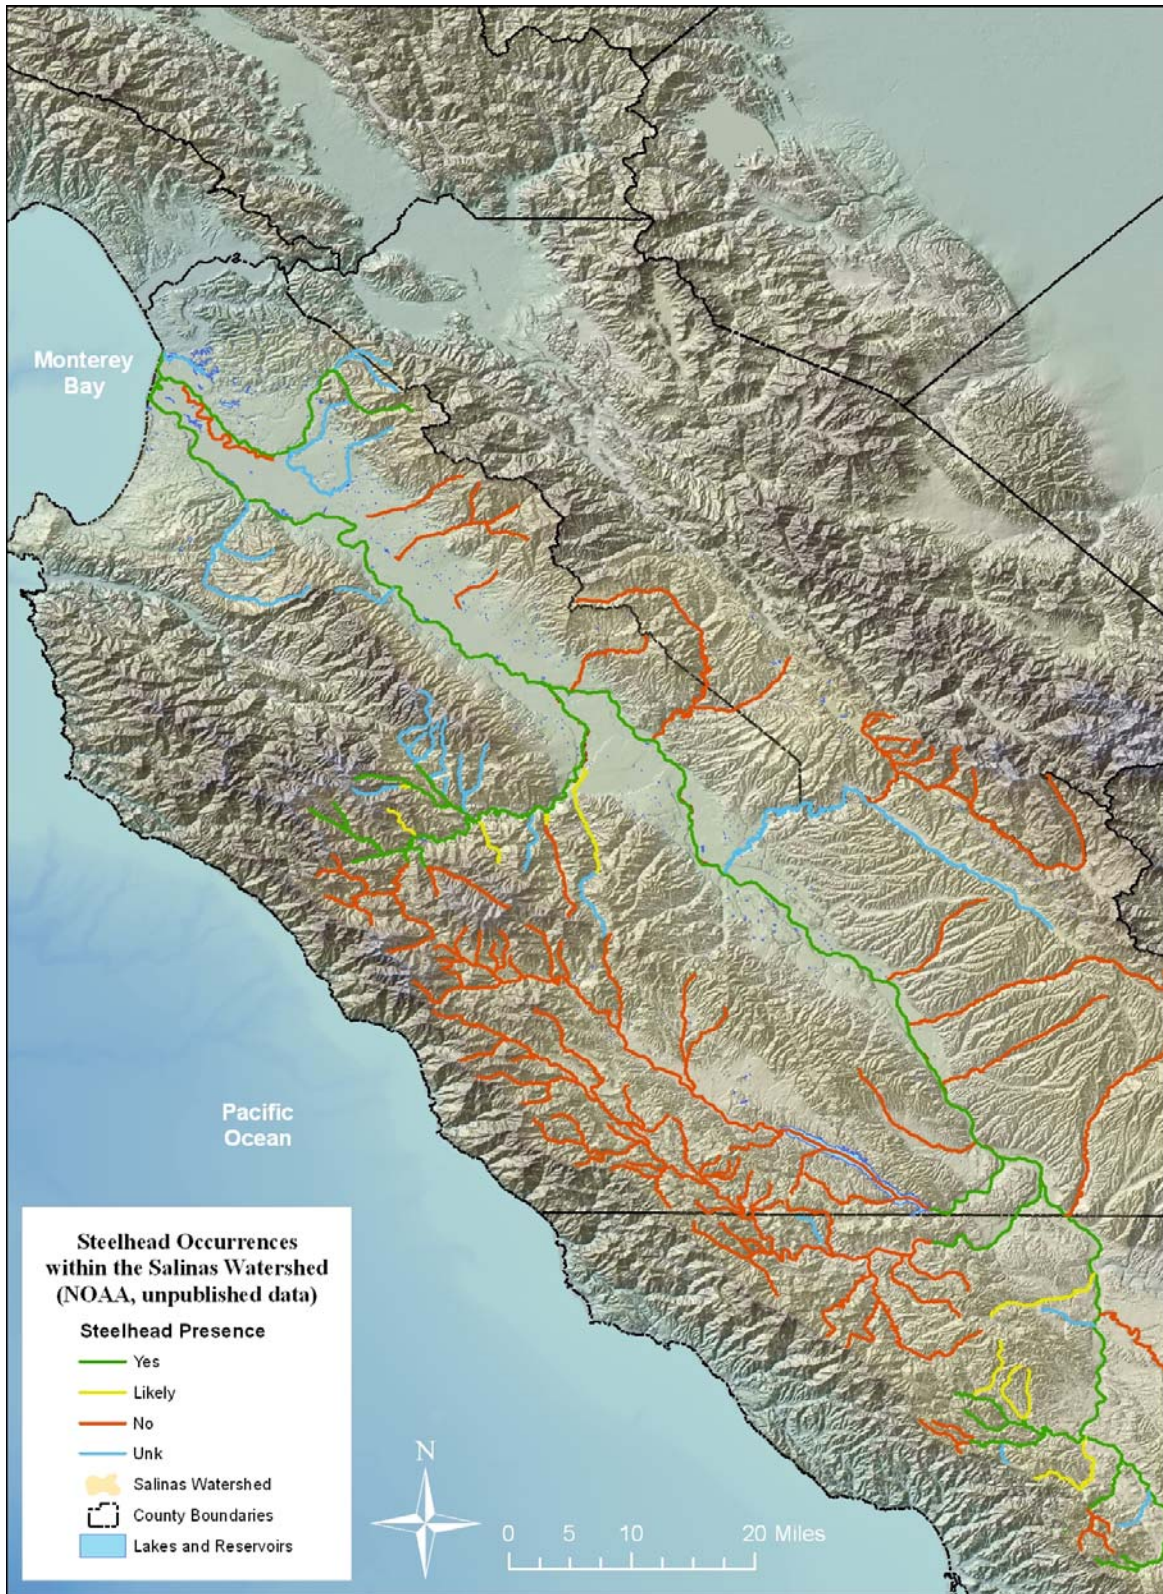 Monterey
Bay
Pacific
Ocean
Steelhead Occurrences
within the Salinas Watershed
(NOAA, unpublished data)
Steelhead Presence
Yes
Likely
No
Unk
Salinas Watershed
County Boundaries
Lakes and Reservoirs
N
0 5 10 20 Miles